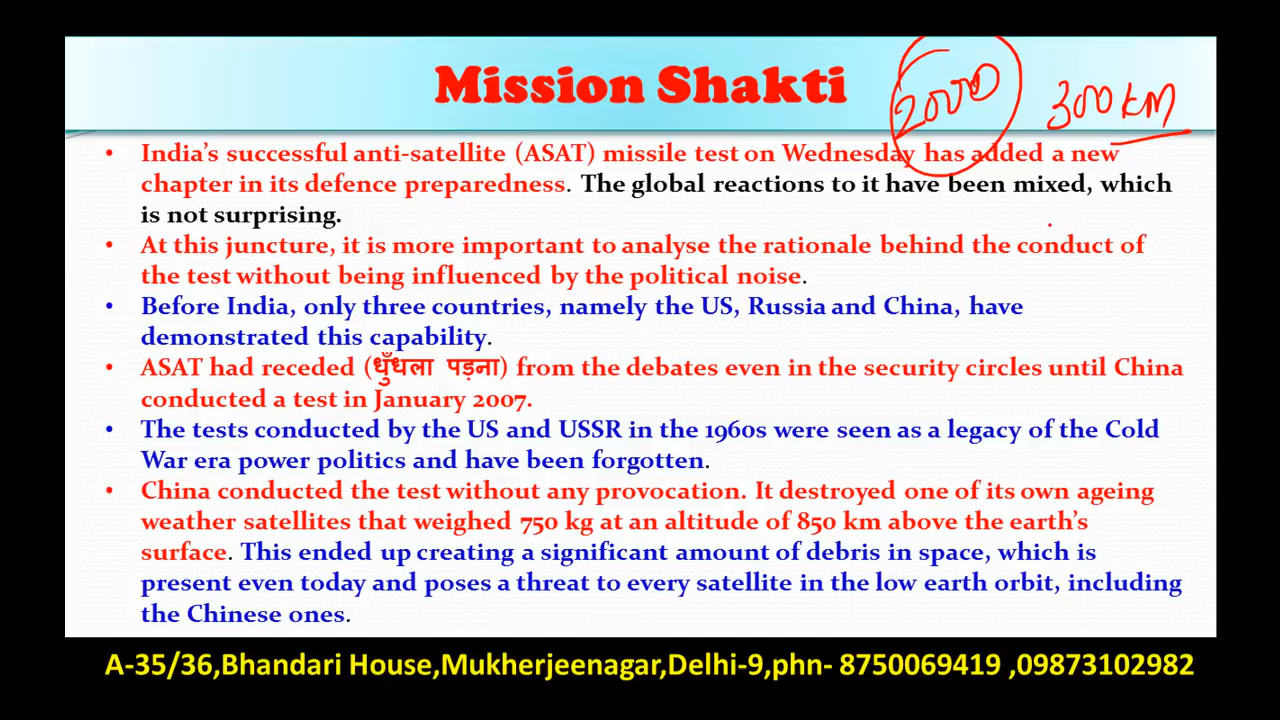 Mission Shakti
2000
300 km
• India's successful anti-satellite (ASAT) missile test on Wednesday has added a new
chapter in its defence preparedness. The global reactions to it have been mixed, which
is not surprising.
• At this juncture, it is more important to analyse the rationale behind the conduct of
the test without being influenced by the political noise.
• Before India, only three countries, namely the US, Russia and China, have
demonstrated this capability.
• ASAT had receded (धुँधला पड़ना) from the debates even in the security circles until China
conducted a test in January 2007.
• The tests conducted by the US and USSR in the 1960s were seen as a legacy of the Cold
War era power politics and have been forgotten.
• China conducted the test without any provocation. It destroyed one of its own ageing
weather satellites that weighed 750 kg at an altitude of 850 km above the earth's
surface. This ended up creating a significant amount of debris in space, which is
present even today and poses a threat to every satellite in the low earth orbit, including
the Chinese ones.
A-35/36,Bhandari House,Mukherjeenagar,Delhi-9,phn- 8750069419 ,09873102982